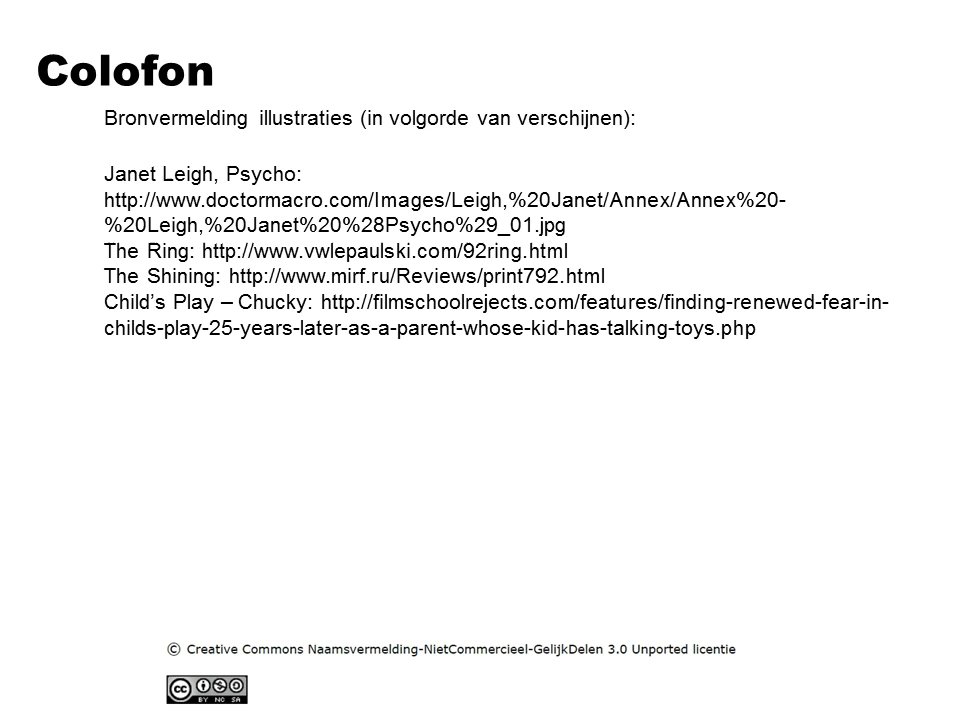 Colofon
Bronvermelding illustraties (in volgorde van verschijnen):
Janet Leigh, Psycho:
http://www.doctormacro.com/Images/Leigh,%20Janet/Annex/Annex%20-
%20Leigh,%20Janet%20%28Psycho%29_01.jpg
The Ring: http://www.vwlepaulski.com/92ring.html
The Shining: http://www.mirf.ru/Reviews/print792.html
Child’s Play – Chucky: http://filmschoolrejects.com/features/finding-renewed-fear-in-
childs-play-25-years-later-as-a-parent-whose-kid-has-talking-toys.php
© Creative Commons Naamsvermelding-NietCommercieel-GelijkDelen 3.0 Unported licentie
cc
BY NC SA